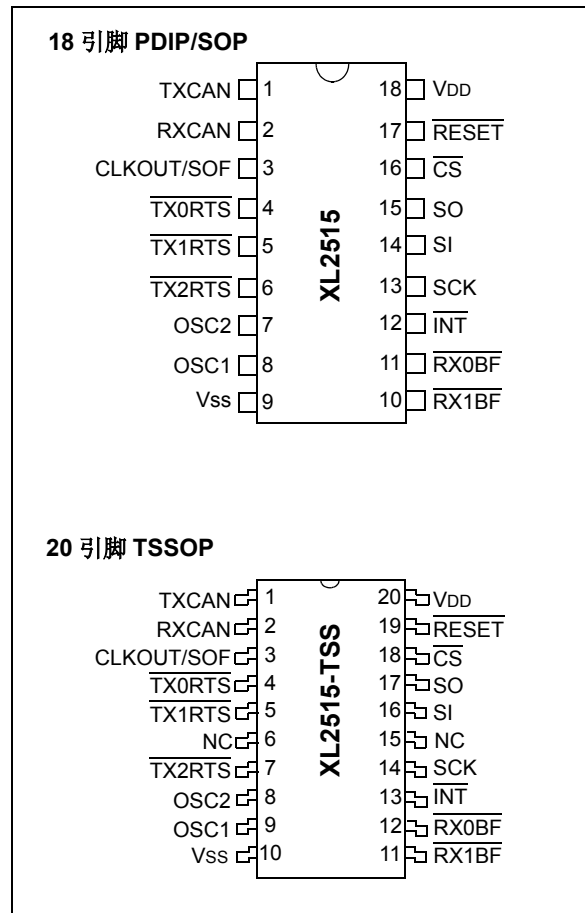 18 引脚 PDIP/SOP
TXCAN 1 18 VDD
RXCAN 2 17 RESET
CLKOUT/SOF 3 16 CS
TX0RTS 4 15 SO
TX1RTS 5 14 SI
TX2RTS 6 13 SCK
OSC2 7 12 INT
OSC1 8 11 RX0BF
Vss 9 10 RX1BF
XL2515
20 引脚 TSSOP
TXCAN 1 20 VDD
RXCAN 2 19 RESET
CLKOUT/SOF 3 18 CS
TX0RTS 4 17 SO
TX1RTS 5 16 SI
NC 6 15 NC
TX2RTS 7 14 SCK
OSC2 8 13 INT
OSC1 9 12 RX0BF
Vss 10 11 RX1BF
XL2515-TSS